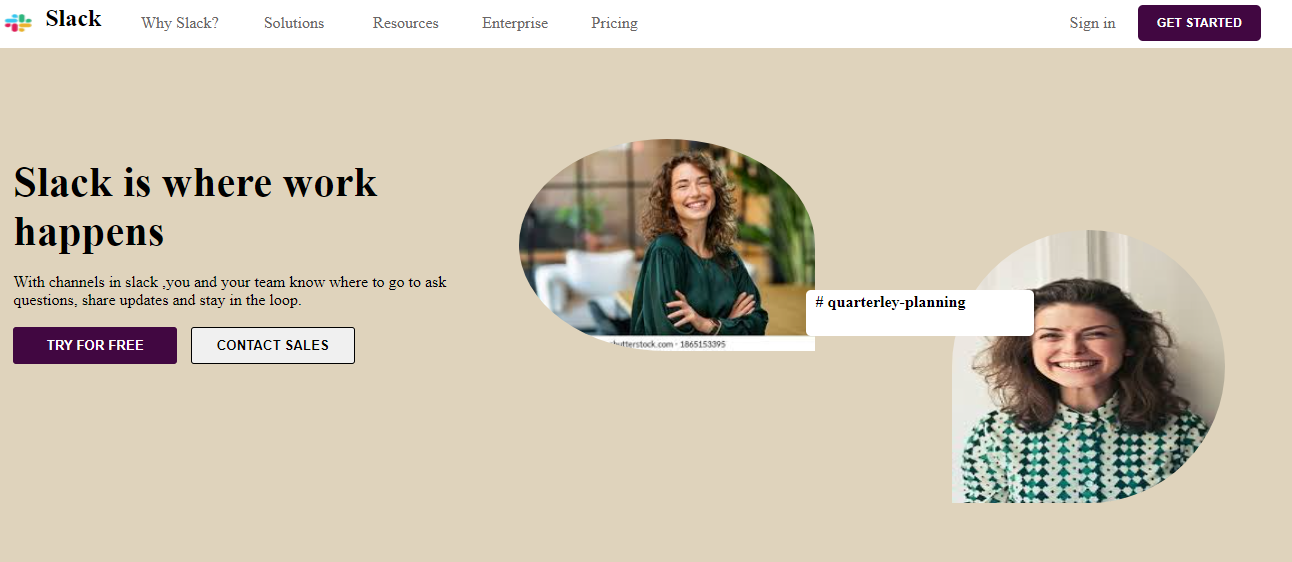 Slack
Why Slack?
Solutions
Resources
Enterprise
Pricing
Sign in
GET STARTED
Slack is where work
happens
With channels in slack ,you and your team know where to go to ask
questions, share updates and stay in the loop.
TRY FOR FREE
CONTACT SALES
# quarterley-planning
utterstock.com · 1865153395